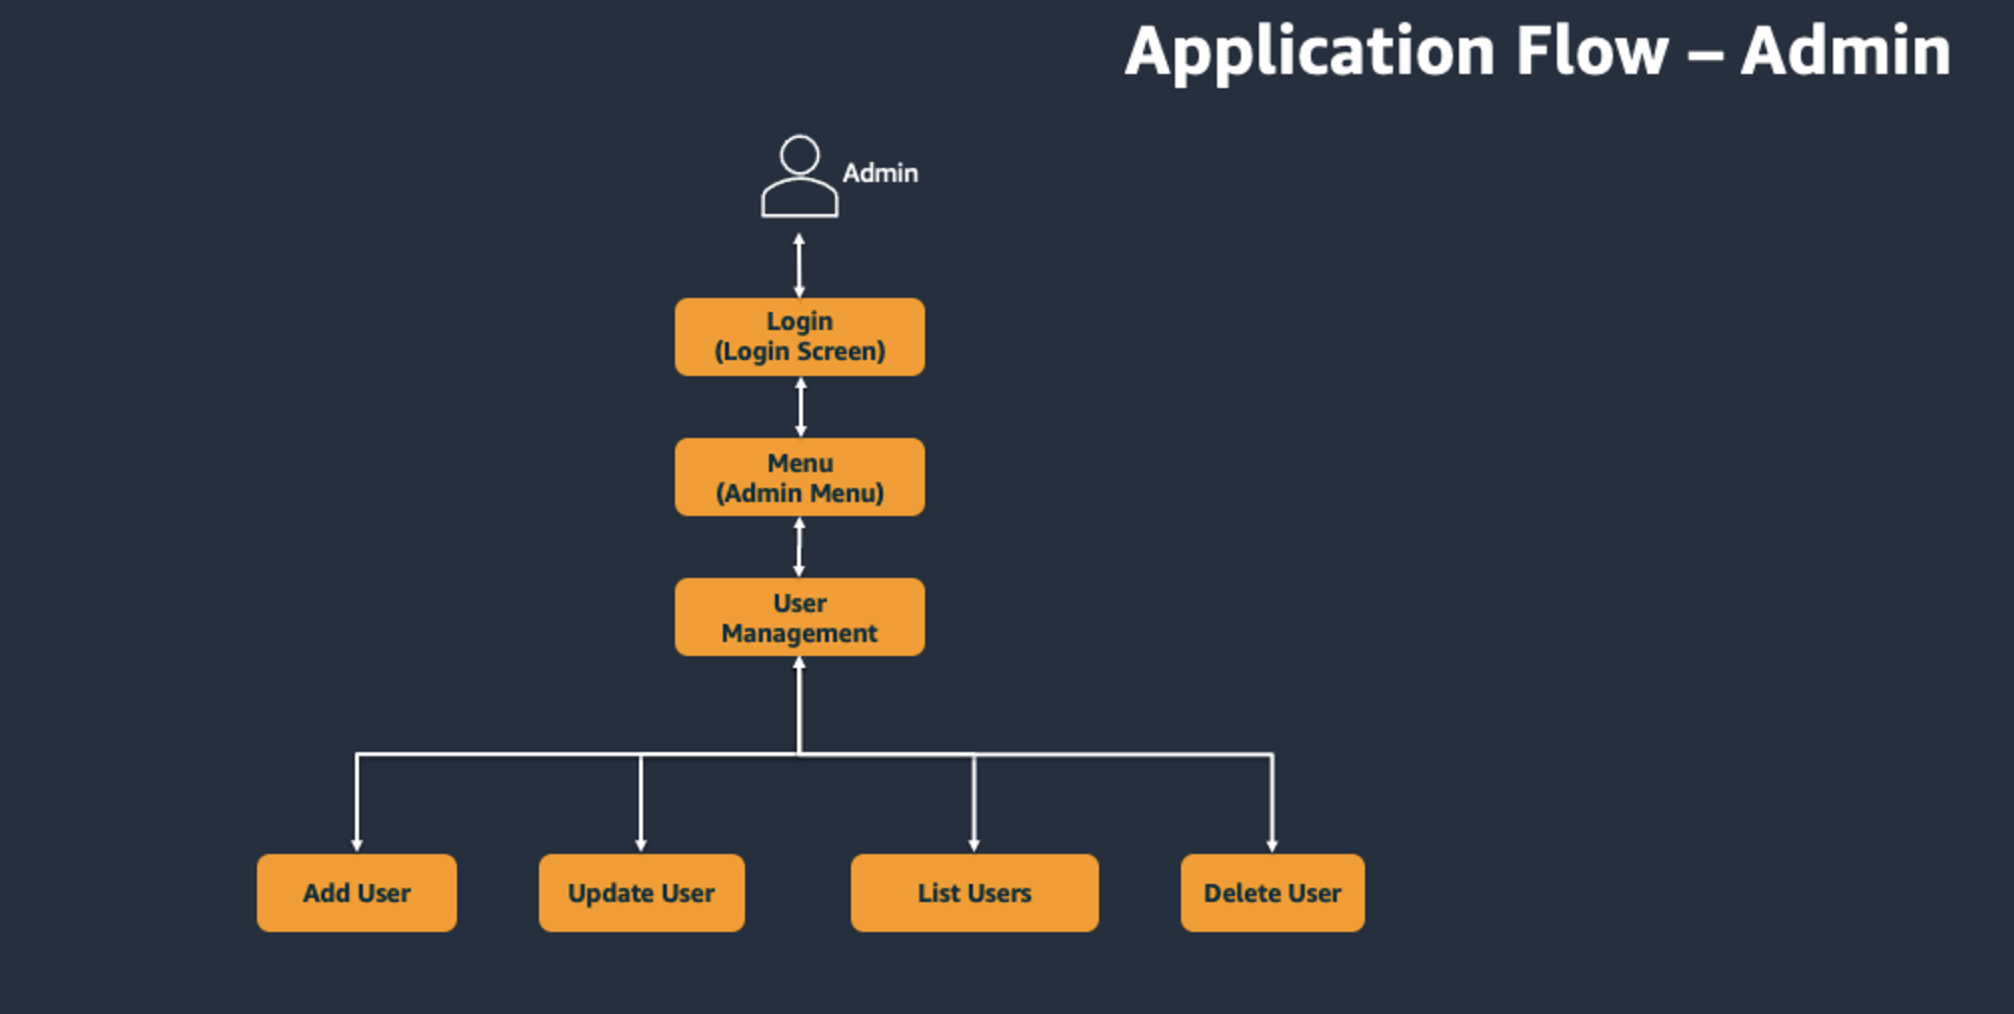 Application Flow – Admin
Admin
Login
(Login Screen)
Menu
(Admin Menu)
User
Management
Add User
Update User
List Users
Delete User